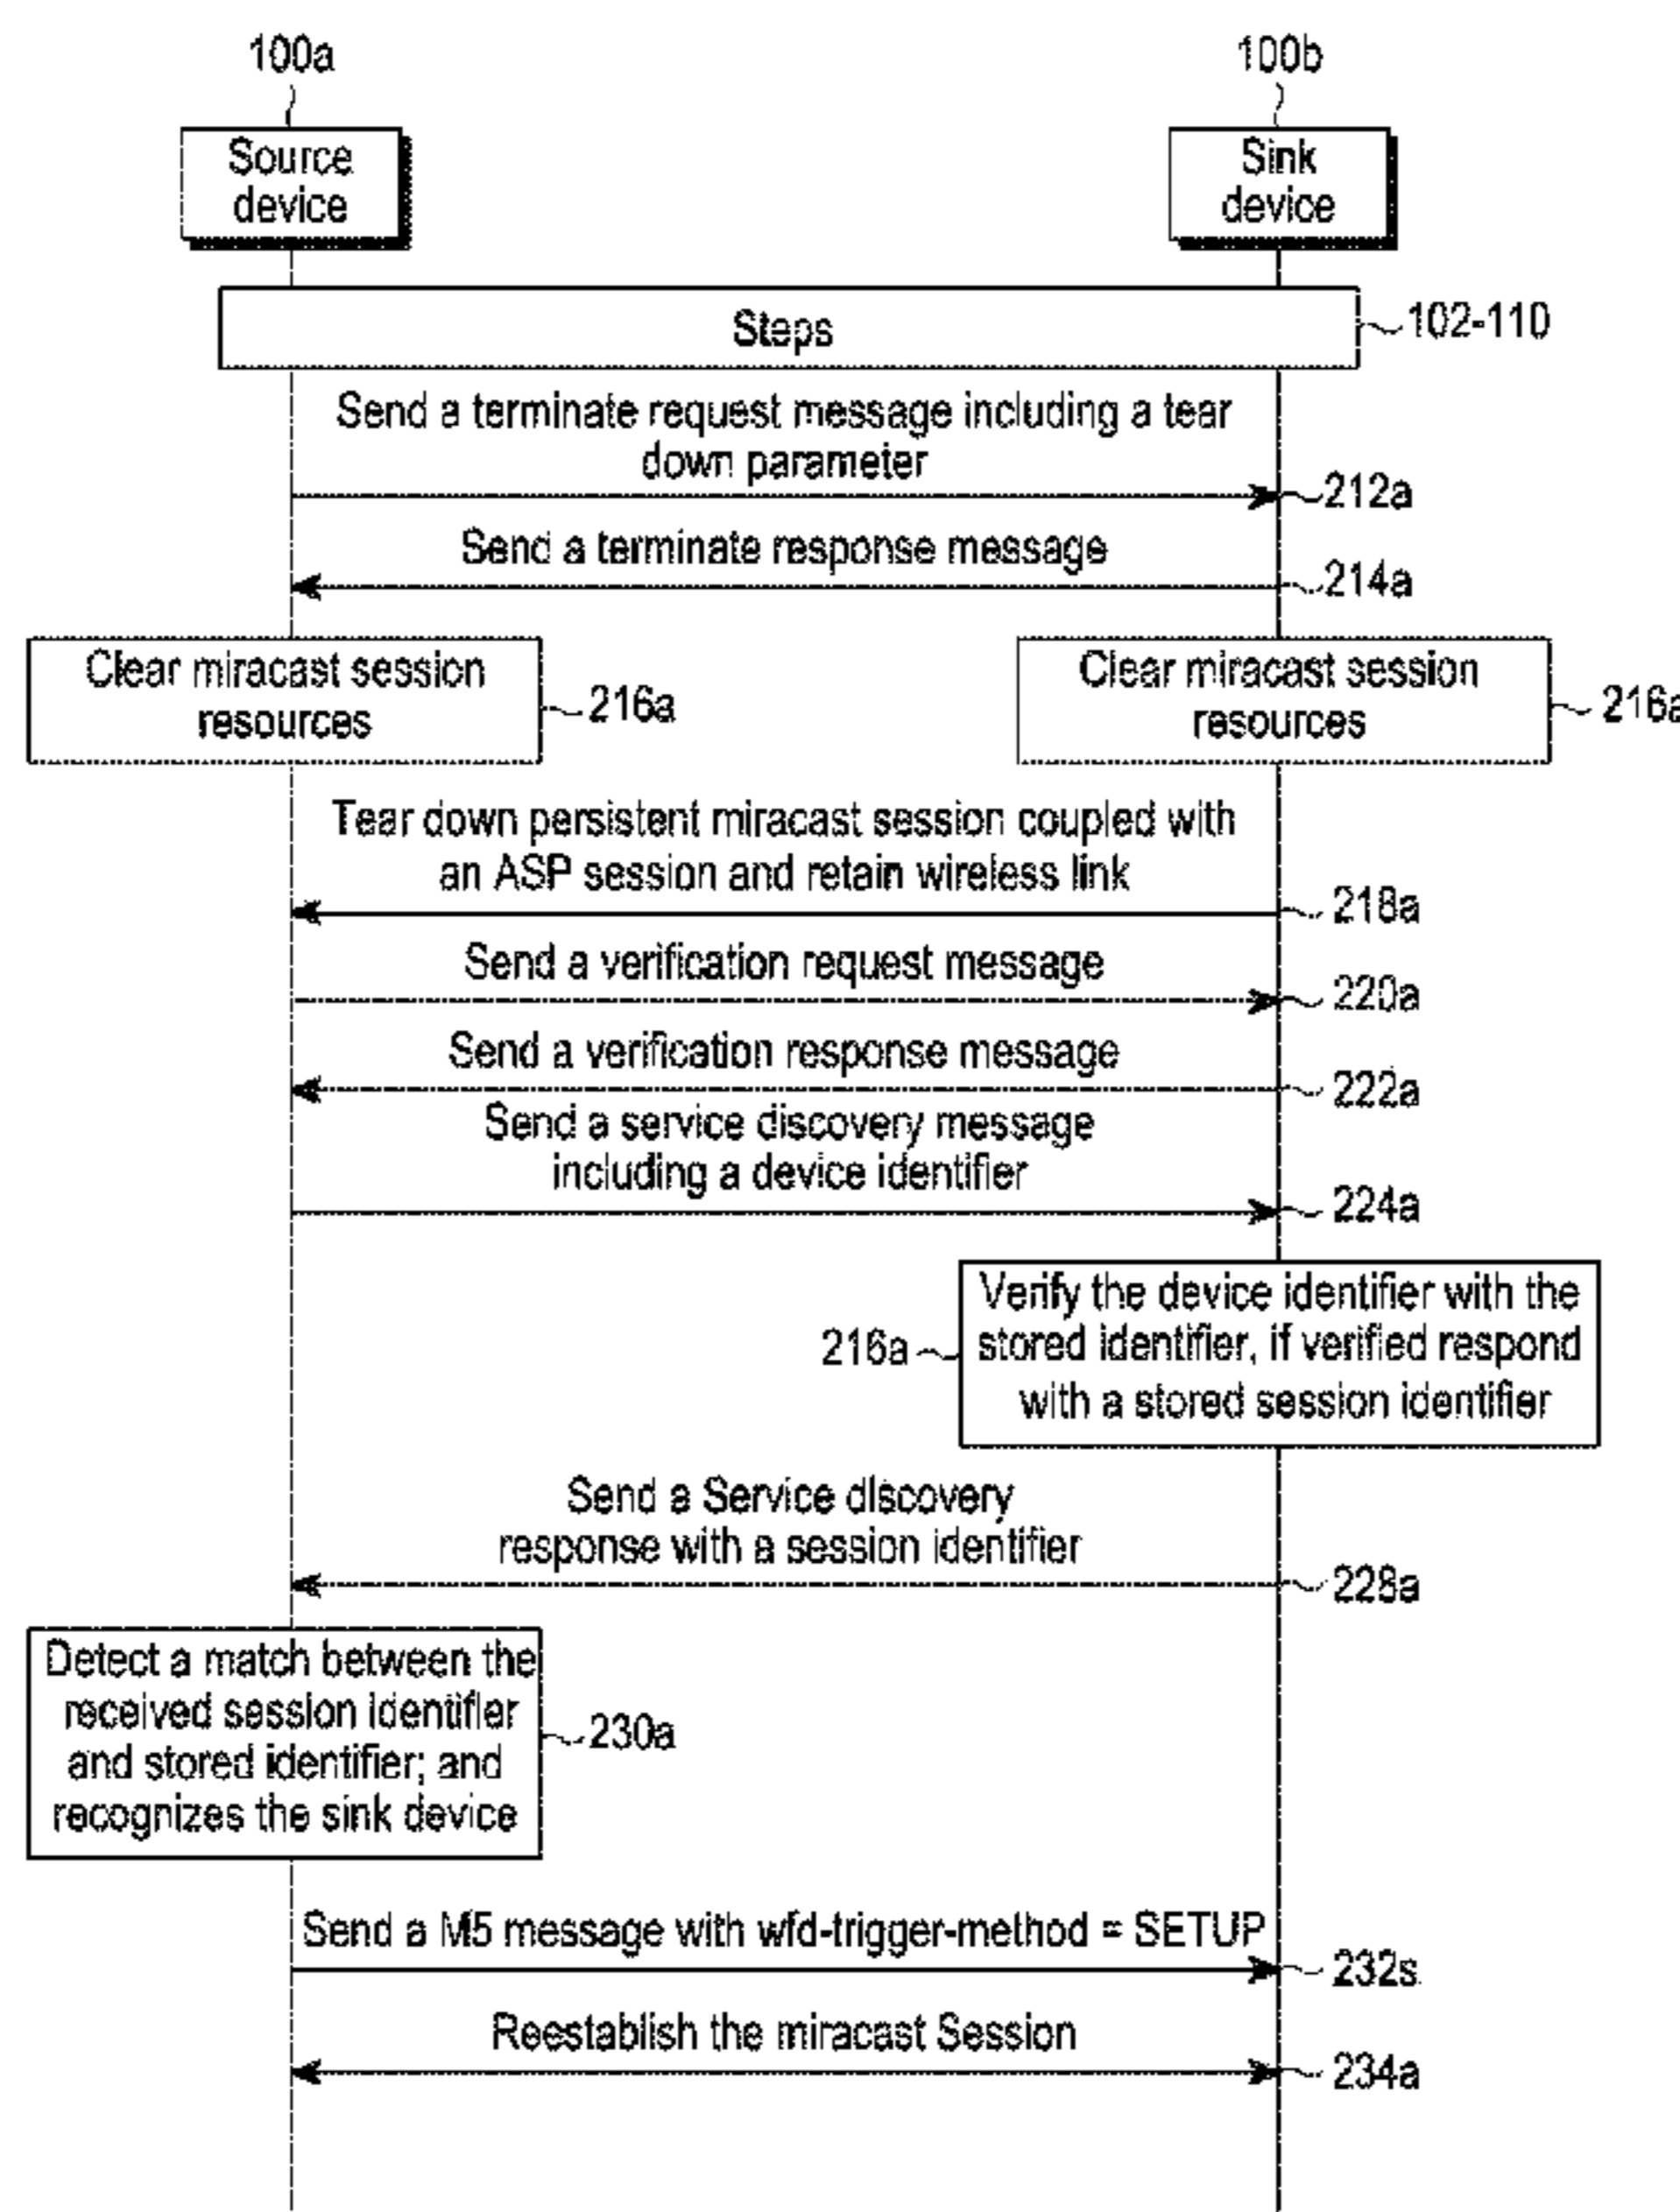 100a
100b
Source
device
Sink
device
Steps
102-110
Send a terminate request message including a tear
down parameter
212a
Send a terminate response message
214a
Clear miracast session
resources
216a
Clear miracast session
resources
216a
Tear down persistent miracast session coupled with
an ASP session and retain wireless link
218a
Send a verification request message
220a
Send a verification response message
222a
Send a service discovery message
including a device identifier
224a
Verify the device identifier with the
stored identifier, if verified respond
with a stored session identifier
216a
Send a Service discovery
response with a session identifier
228a
Detect a match between the
received session identifier
and stored identifier; and
recognizes the sink device
230a
Send a M5 message with wfd-trigger-method = SETUP
232s
Reestablish the miracast Session
234a